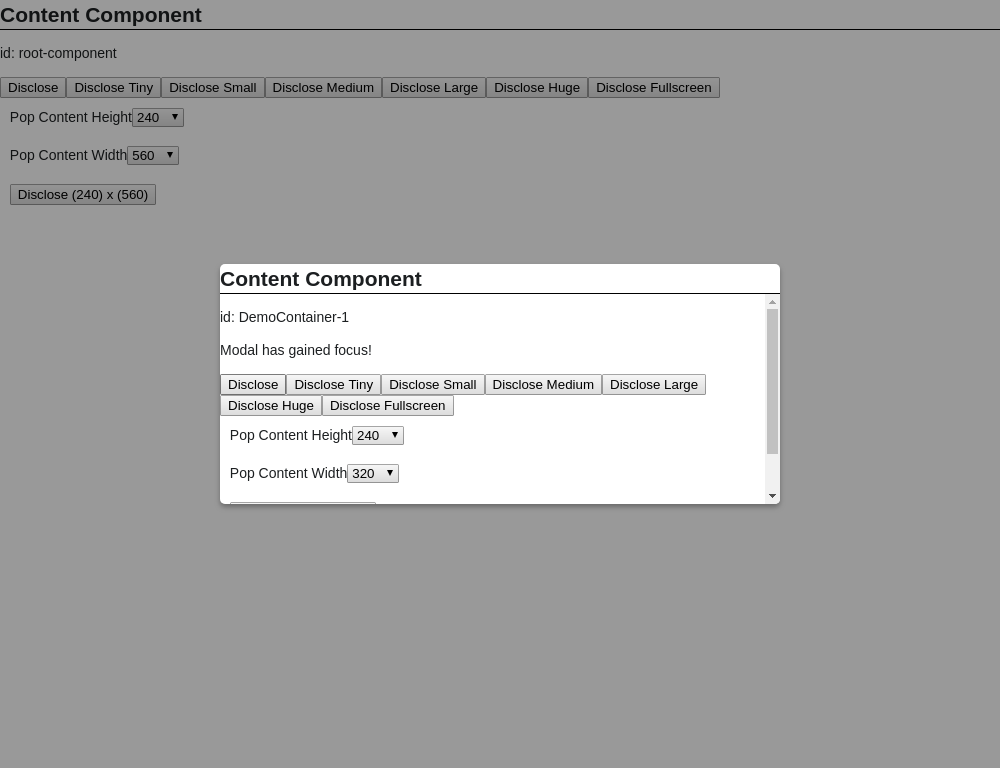 Content Component
id: root-component
Disclose Disclose Tiny Disclose Small Disclose Medium Disclose Large Disclose Huge Disclose Fullscreen
Pop Content Height 240
Pop Content Width 560
Disclose (240) x (560)
Content Component
id: DemoContainer-1
Modal has gained focus!
Disclose Disclose Tiny Disclose Small Disclose Medium Disclose Large
Disclose Huge Disclose Fullscreen
Pop Content Height 240
Pop Content Width 320